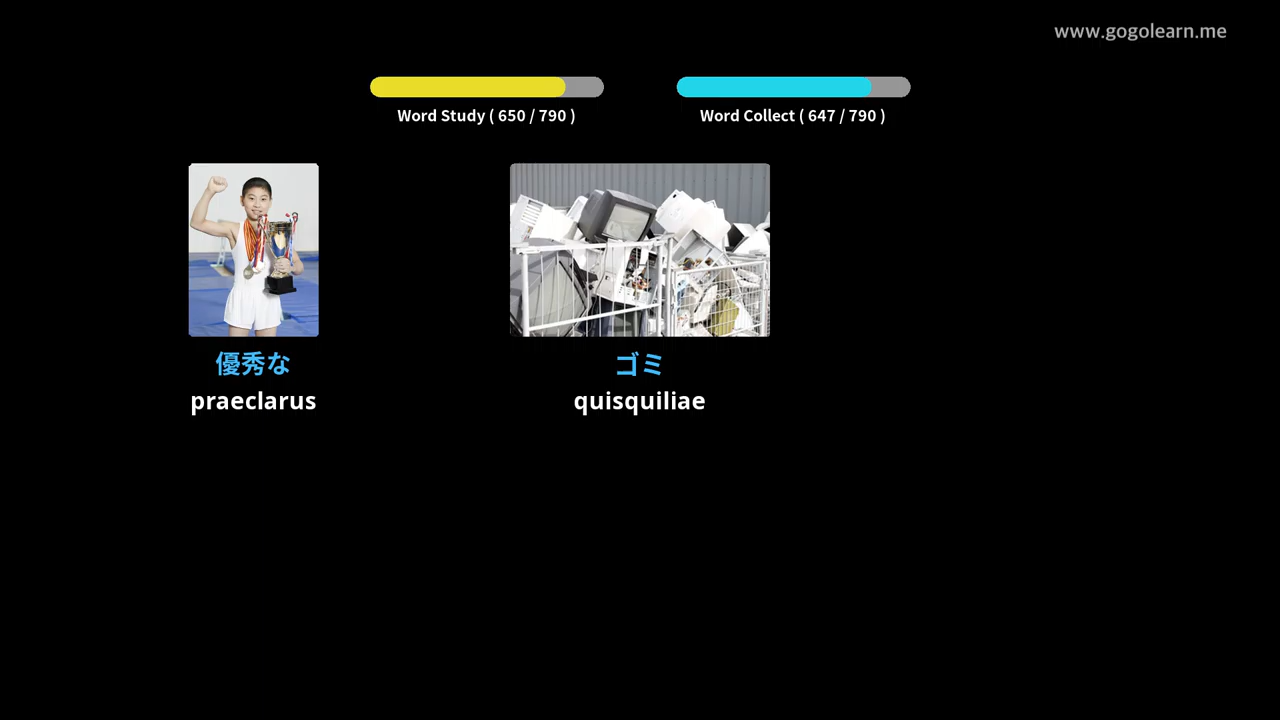 www.gogolearn.me
Word Study ( 650 / 790 )
Word Collect ( 647 / 790 )
優秀な
praeclarus
ゴミ
quisquiliae